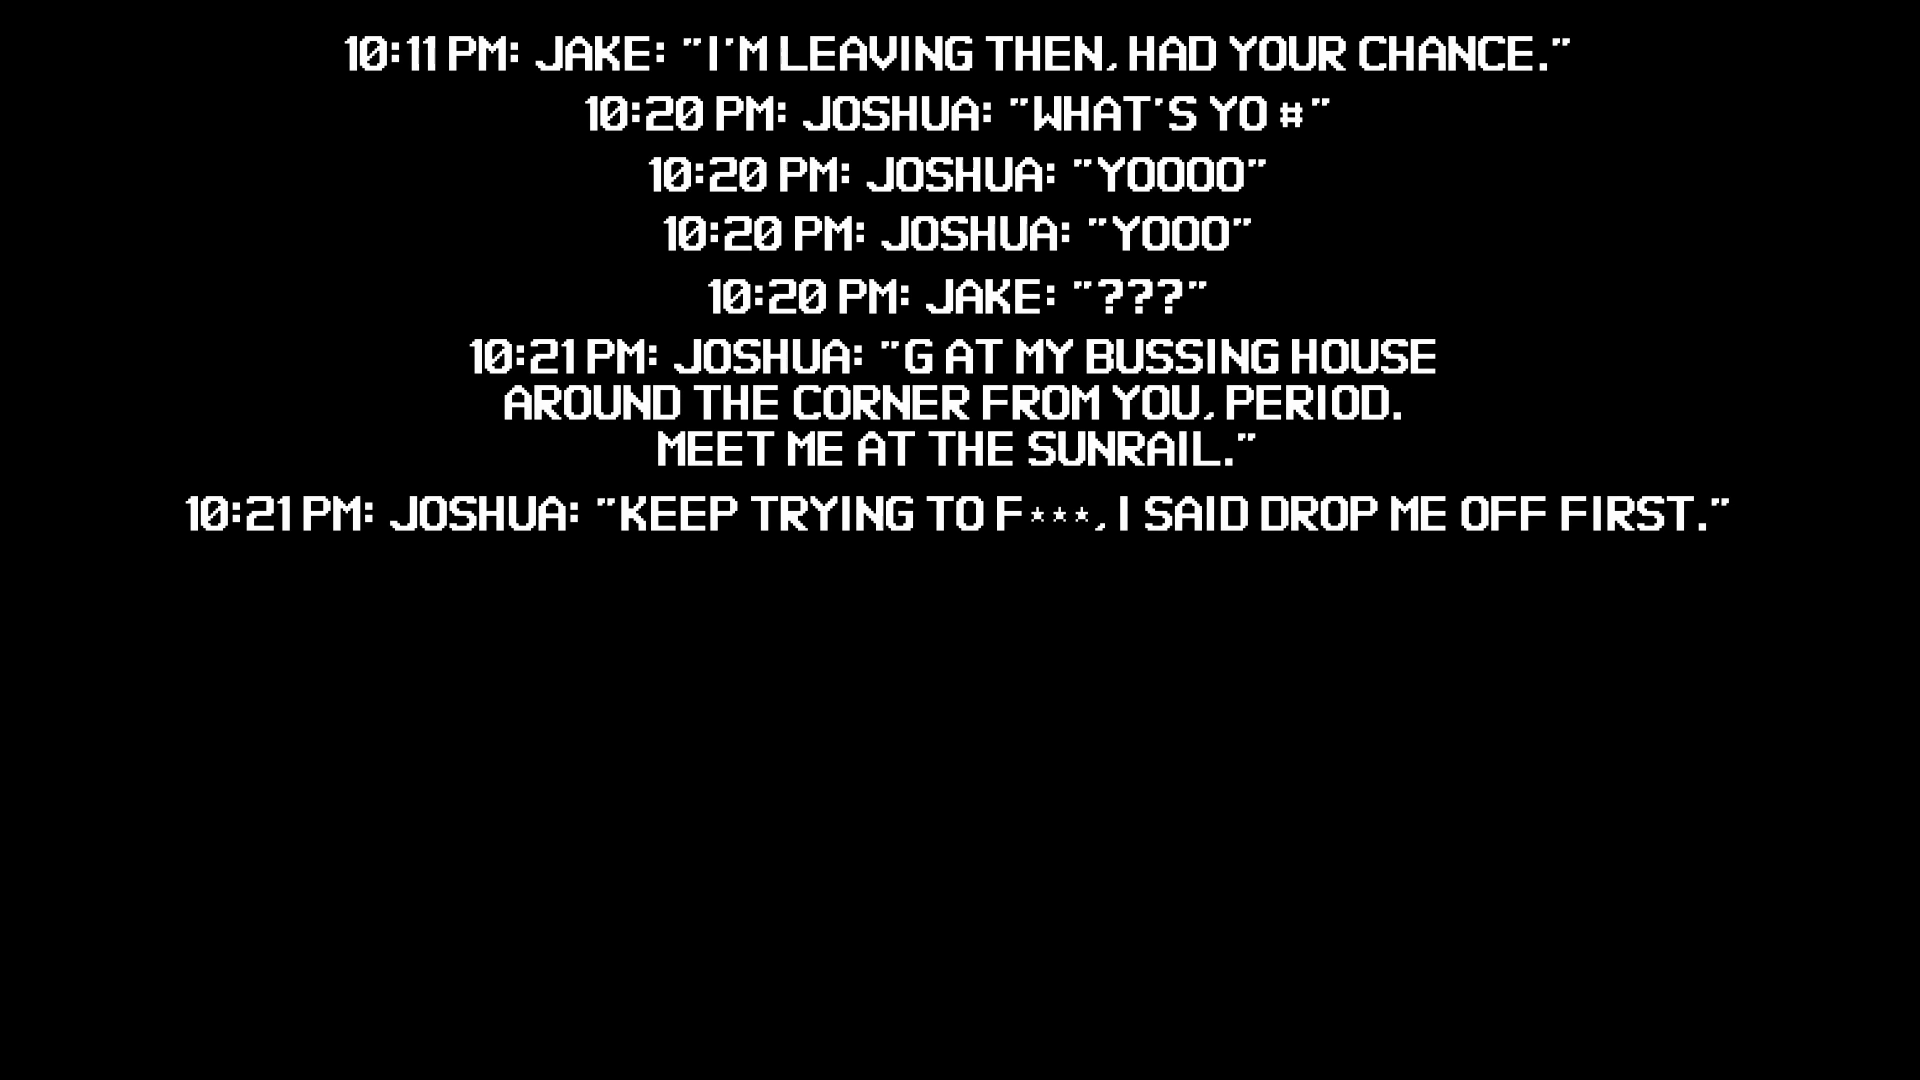 10:11 PM: JAKE: "I'M LEAVING THEN, HAD YOUR CHANCE."
10:20 PM: JOSHUA: "WHAT'S YO #"
10:20 PM: JOSHUA: "YOOOO"
10:20 PM: JOSHUA: "YOOO"
10:20 PM: JAKE: "???"
10:21 PM: JOSHUA: "G AT MY BUSSING HOUSE
AROUND THE CORNER FROM YOU, PERIOD.
MEET ME AT THE SUNRAIL."
10:21 PM: JOSHUA: "KEEP TRYING TO F***, I SAID DROP ME OFF FIRST."